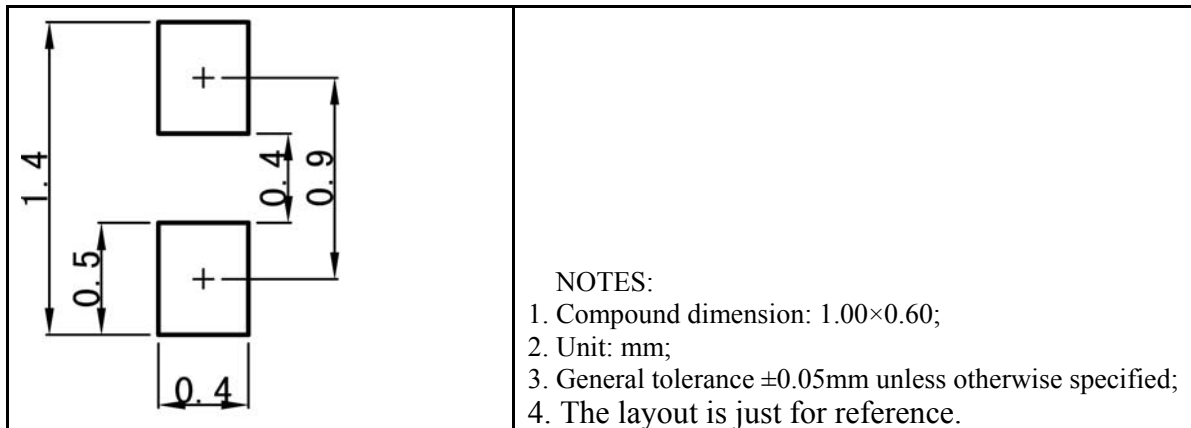 1.4
0.4
0.9
0.5
0.4
NOTES:
1. Compound dimension: 1.00×0.60;
2. Unit: mm;
3. General tolerance ±0.05mm unless otherwise specified;
4. The layout is just for reference.